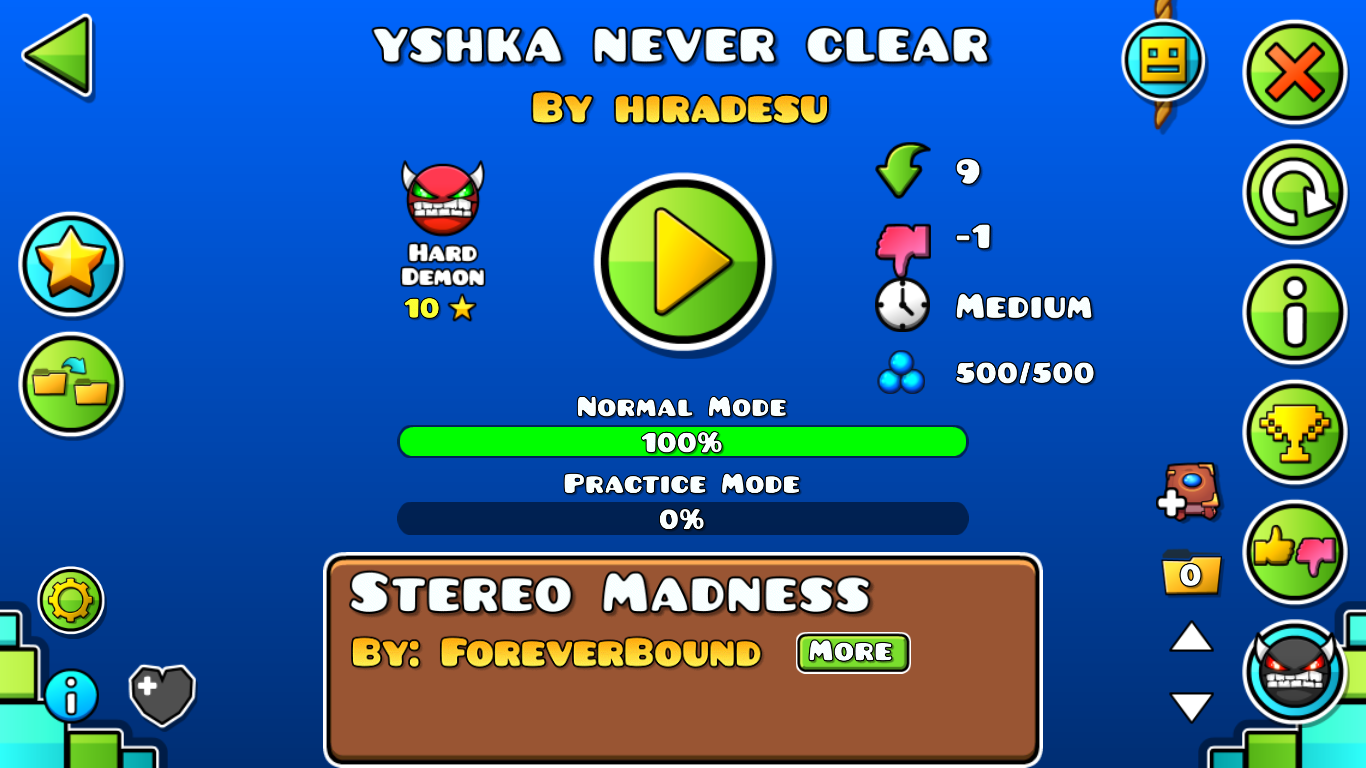 YSHKA NEVER CLEAR
By HIRADESU
9
-1
Hard
Demon
10
Medium
500/500
Normal Mode
100%
Practice Mode
0%
Stereo Madness
By: ForeverBound
More
0